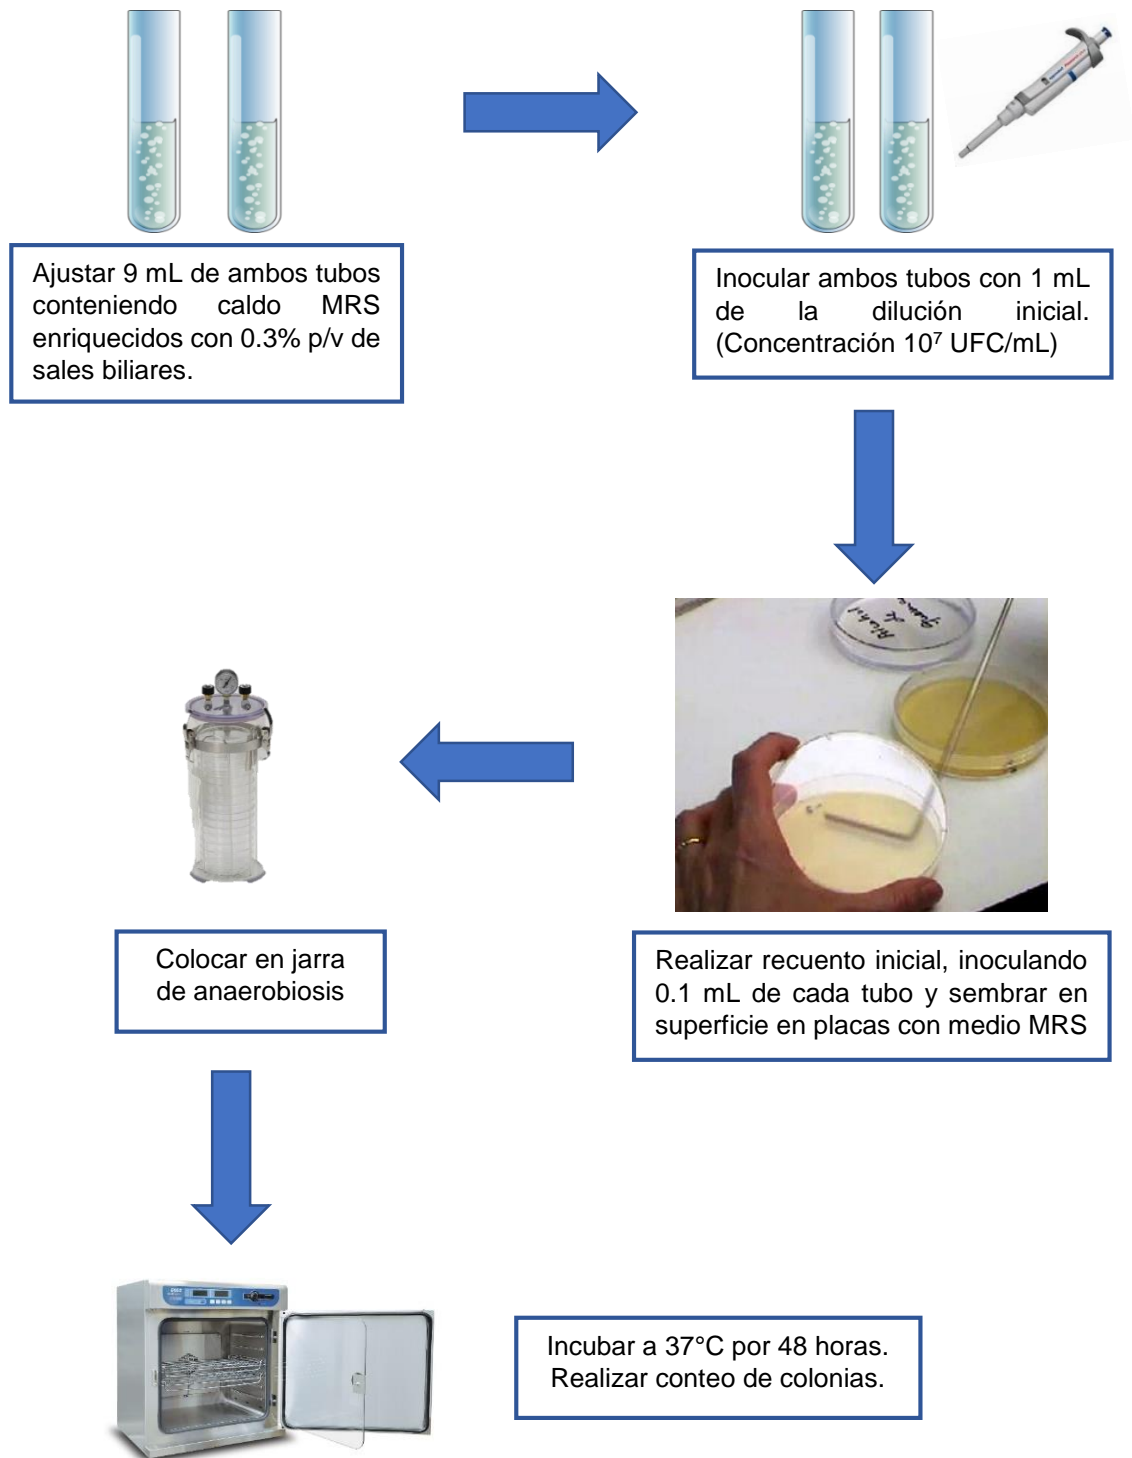 Ajustar 9 mL de ambos tubos
conteniendo caldo MRS
enriquecidos con 0.3% p/v de
sales biliares.
Inocular ambos tubos con 1 mL
de la dilución inicial.
(Concentración 10⁷ UFC/mL)
Alcohol
de
Realizar recuento inicial, inoculando
0.1 mL de cada tubo y sembrar en
superficie en placas con medio MRS
Colocar en jarra
de anaerobiosis
Incubar a 37°C por 48 horas.
Realizar conteo de colonias.